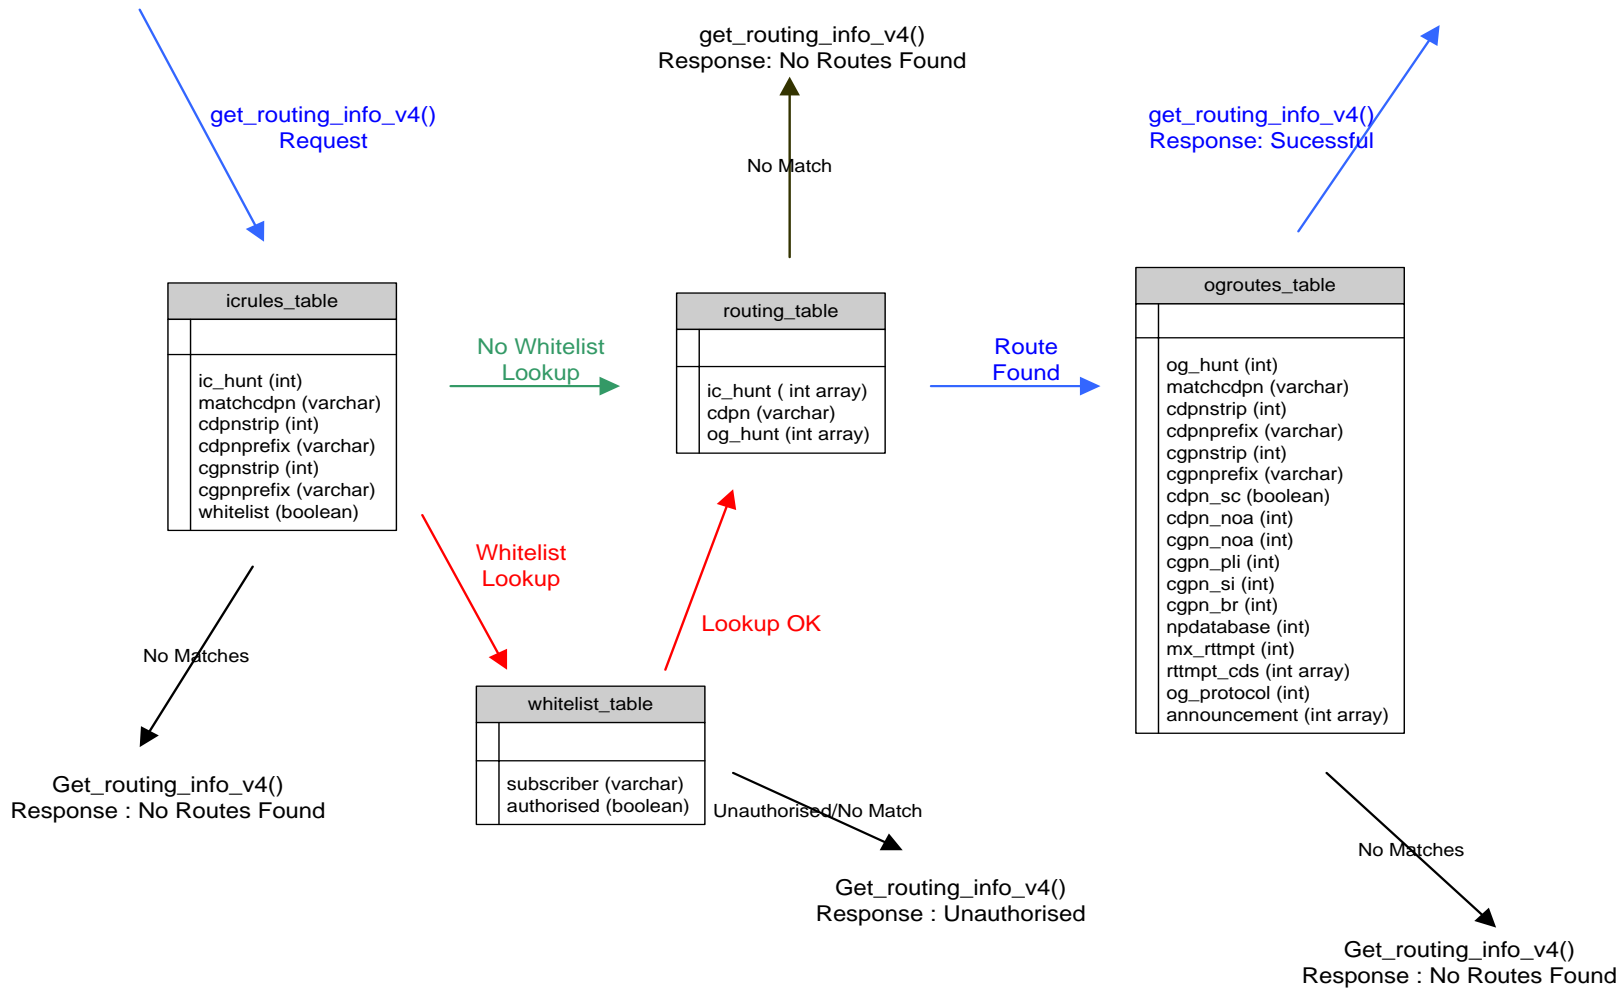 get_routing_info_v4()
Response: No Routes Found
get_routing_info_v4()
Request
get_routing_info_v4()
Response: Sucessful
No Match
icrules_table
ic_hunt (int)
matchcdpn (varchar)
cdpnstrip (int)
cdpnprefix (varchar)
cgpnstrip (int)
cgpnprefix (varchar)
whitelist (boolean)
No Whitelist
Lookup
routing_table
ic_hunt ( int array)
cdpn (varchar)
og_hunt (int array)
Route
Found
ogroutes_table
og_hunt (int)
matchcdpn (varchar)
cdpnstrip (int)
cdpnprefix (varchar)
cgpnstrip (int)
cgpnprefix (varchar)
cdpn_sc (boolean)
cdpn_noa (int)
cgpn_noa (int)
cgpn_pli (int)
cgpn_si (int)
cgpn_br (int)
npdatabase (int)
mx_rttmpt (int)
rttmpt_cds (int array)
og_protocol (int)
announcement (int array)
Whitelist
Lookup
Lookup OK
No Matches
whitelist_table
subscriber (varchar)
authorised (boolean)
Get_routing_info_v4()
Response : No Routes Found
Unauthorised/No Match
Get_routing_info_v4()
Response : Unauthorised
No Matches
Get_routing_info_v4()
Response : No Routes Found